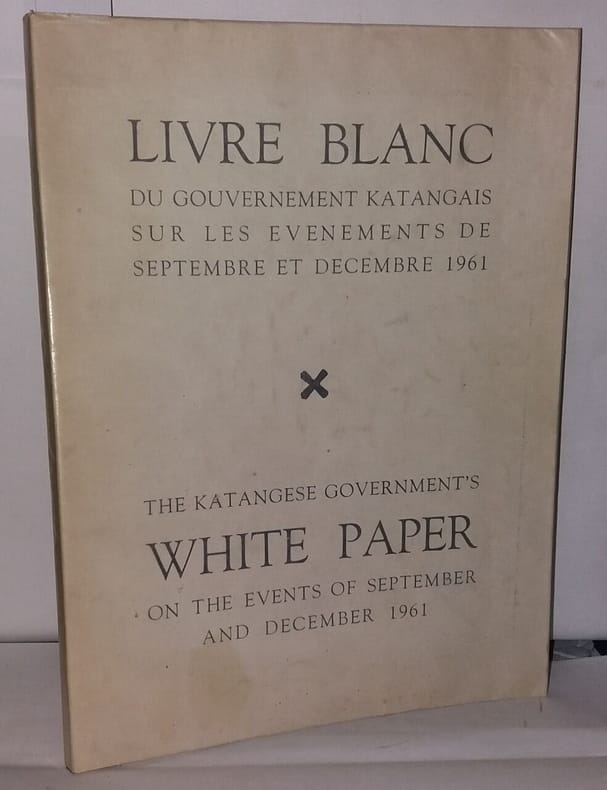 LIVRE BLANC
DU GOUVERNEMENT KATANGAIS
SUR LES EVENEMENTS DE
SEPTEMBRE ET DECEMBRE 1961
THE KATANGESE GOVERNMENT'S
WHITE PAPER
ON THE EVENTS OF SEPTEMBER
AND DECEMBER 1961